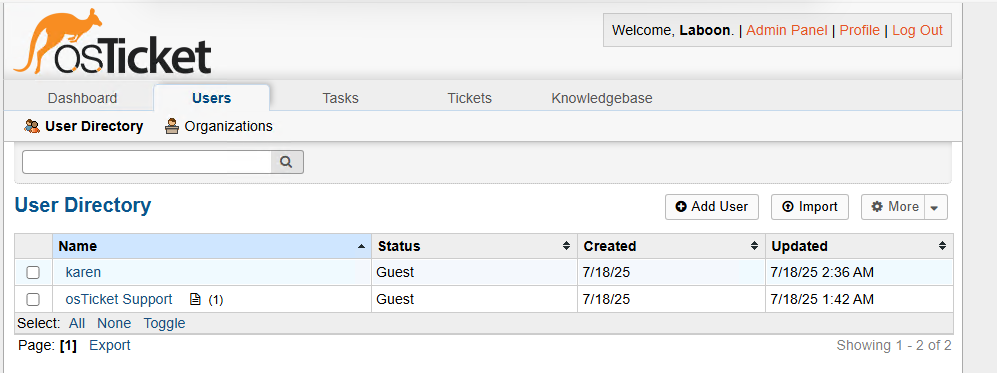 osTicket
Welcome, Laboon. | Admin Panel | Profile | Log Out
Dashboard Users Tasks Tickets Knowledgebase
User Directory Organizations
User Directory
Add User Import More
Name Status Created Updated
karen Guest 7/18/25 7/18/25 2:36 AM
osTicket Support (1) Guest 7/18/25 7/18/25 1:42 AM
Select: All None Toggle
Page: [1] Export Showing 1 - 2 of 2